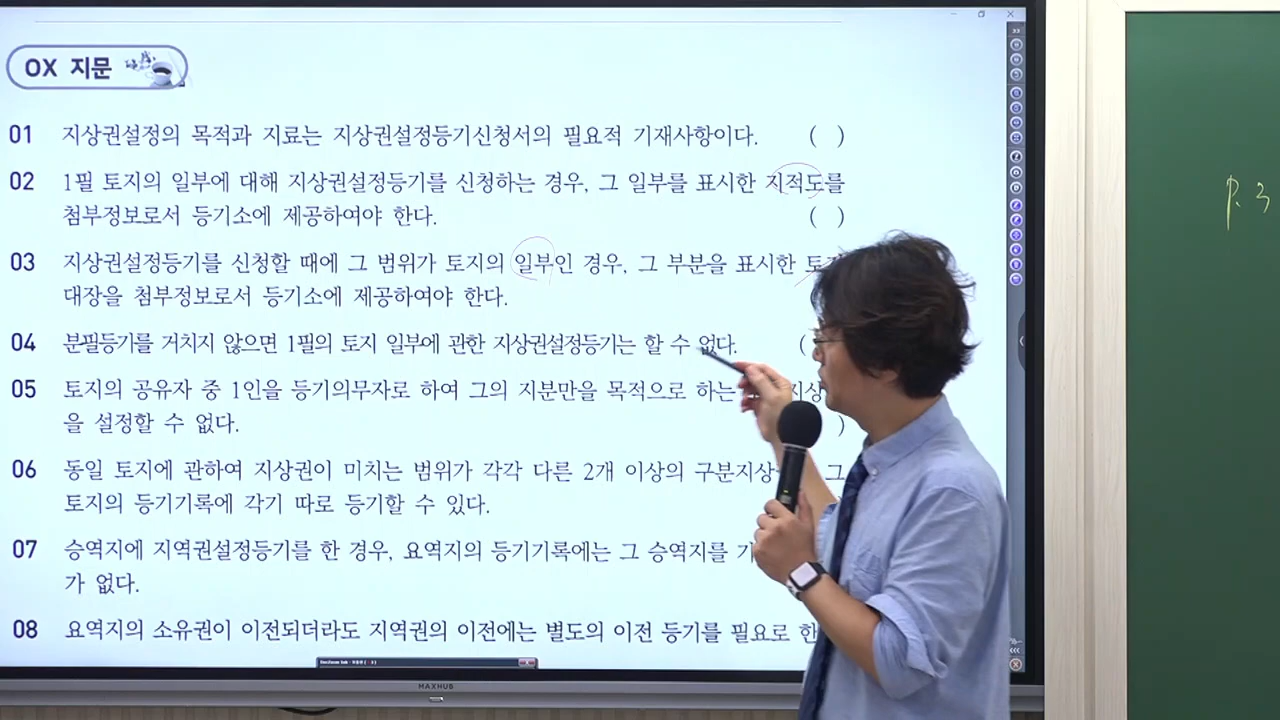 OX 지문
01 지상권설정의 목적과 지료는 지상권설정등기신청서의 필요적 기재사항이다. ( )
02 1필 토지의 일부에 대해 지상권설정등기를 신청하는 경우, 그 일부를 표시한 지적도를
첨부정보로서 등기소에 제공하여야 한다. ( )
03 지상권설정등기를 신청할 때에 그 범위가 토지의 일부인 경우, 그 부분을 표시한
대장을 첨부정보로서 등기소에 제공하여야 한다.
04 분필등기를 거치지 않으면 1필의 토지 일부에 관한 지상권설정등기는 할 수 없다. (
05 토지의 공유자 중 1인을 등기의무자로 하여 그의 지분만을 목적으로 하는 지상
을 설정할 수 없다. )
06 동일 토지에 관하여 지상권이 미치는 범위가 각각 다른 2개 이상의 구분지상 그
토지의 등기기록에 각기 따로 등기할 수 있다.
07 승역지에 지역권설정등기를 한 경우, 요역지의 등기기록에는 그 승역지를 기
가 없다.
08 요역지의 소유권이 이전되더라도 지역권의 이전에는 별도의 이전 등기를 필요로 한
MAXHUB
P. 3